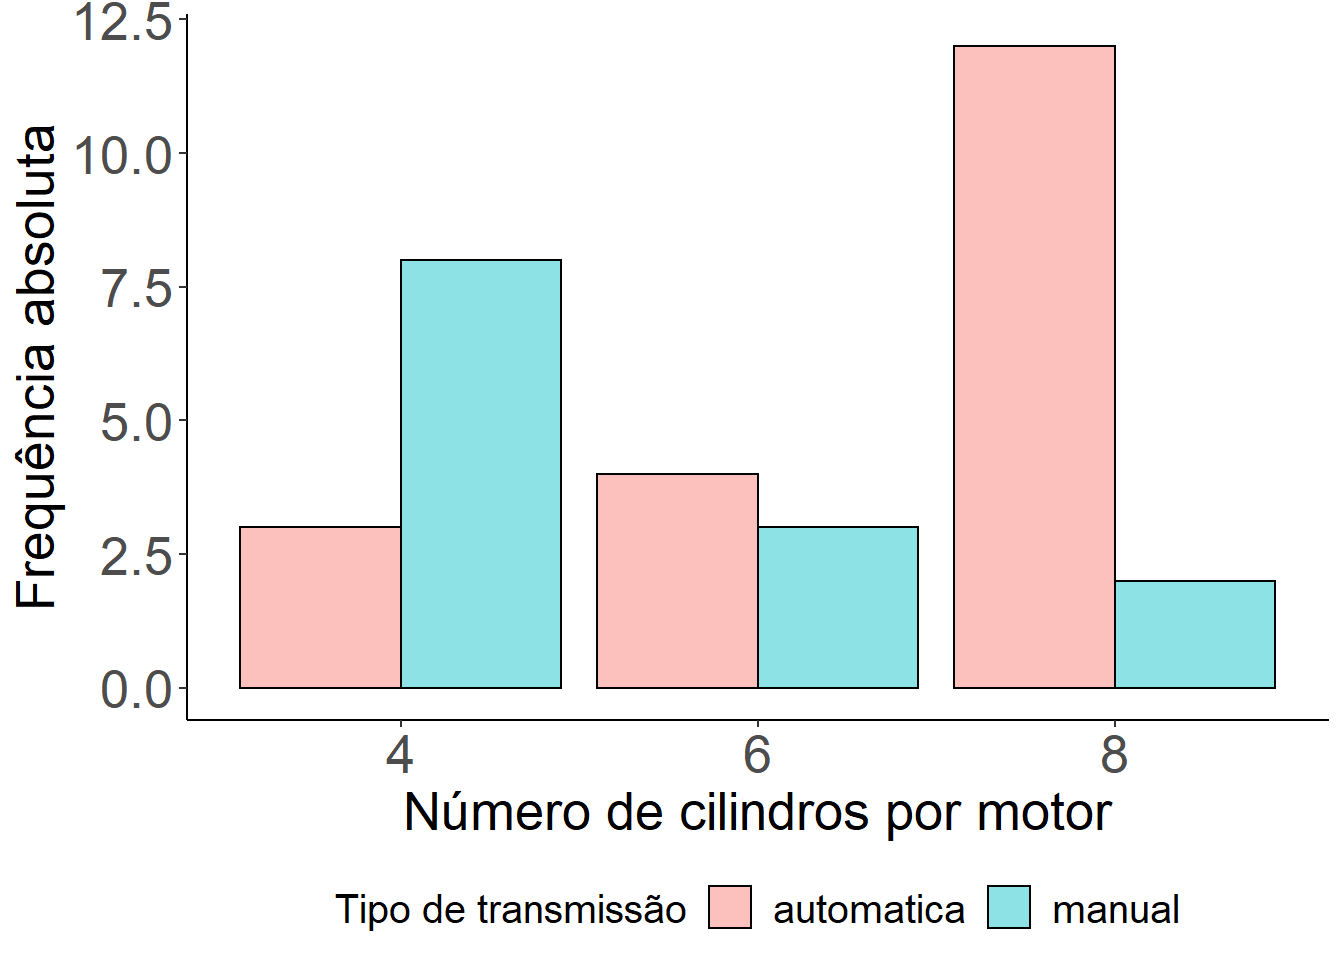 12.5
10.0
7.5
5.0
2.5
0.0
Frequência absoluta
4 6 8
Número de cilindros por motor
Tipo de transmissão automatica manual